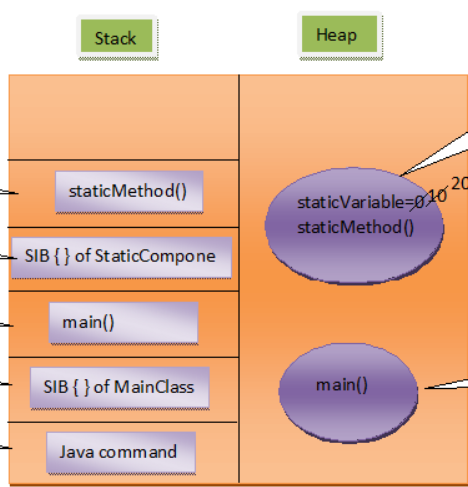 Stack
Heap
staticMethod()
staticVariable=0 10 20
staticMethod()
SIB { } of StaticCompone
main()
SIB { } of MainClass
main()
Java command